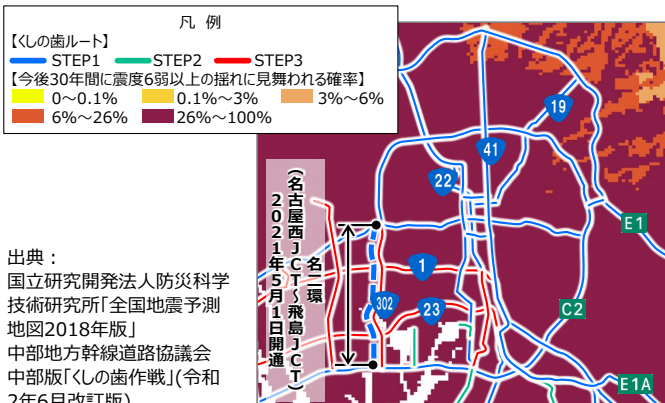 凡 例
【くしの歯ルート】
STEP1 STEP2 STEP3
【今後30年間に震度6弱以上の揺れに見舞われる確率】
0～0.1% 0.1%～3% 3%～6%
6%～26% 26%～100%
19
41
22
E1
名二環
(名古屋西JCT～飛島JCT)
2021年5月1日開通
1
302
23
C2
E1A
出典：
国立研究開発法人防災科学
技術研究所「全国地震予測
地図2018年版」
中部地方幹線道路協議会
中部版「くしの歯作戦」(令和
2年6月改訂版)